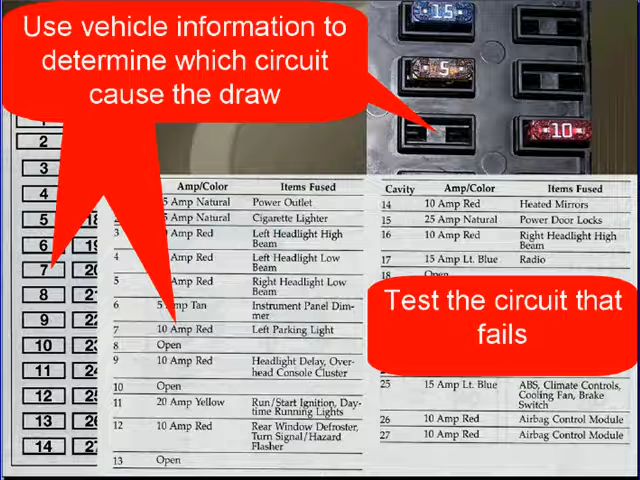 Use vehicle information to
determine which circuit
cause the draw
15
5
10
2
3
4
5
6
7
8
9
10
11
12
13
14
18
19
20
10
Amp/Color Items Fused
5 Amp Natural Power Outlet
5 Amp Natural Cigarette Lighter
3 Amp Red Left Headlight High
Beam
4 Amp Red Left Headlight Low
Beam
5 Amp Red Right Headlight Low
Beam
6 5 Amp Tan Instrument Panel Dim-
mer
7 10 Amp Red Left Parking Light
8 Open
9 10 Amp Red Headlight Delay, Over-
head Console Cluster
10 Open
11 20 Amp Yellow Run/Start Ignition, Day-
time Running Lights
12 10 Amp Red Rear Window Defroster,
Turn Signal/Hazard
Flasher
13 Open
Cavity Amp/Color Items Fused
14 10 Amp Red Heated Mirrors
15 25 Amp Natural Power Door Locks
16 10 Amp Red Right Headlight High
Beam
17 15 Amp Lt. Blue Radio
18 Open
Test the circuit that
fails
25 15 Amp Lt. Blue ABS, Climate Controls,
Cooling Fan, Brake
Switch
26 10 Amp Red Airbag Control Module
27 10 Amp Red Airbag Control Module